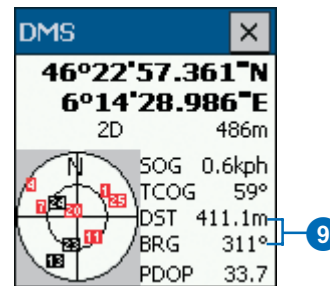 DMS
46°22'57.361"N
6°14'28.986"E
2D 486m
SOG 0.6kph
TCOG 59°
DST 411.1m
BRG 311°
PDOP 33.7
N
4
1
25
7
24
20
11
23
13
9